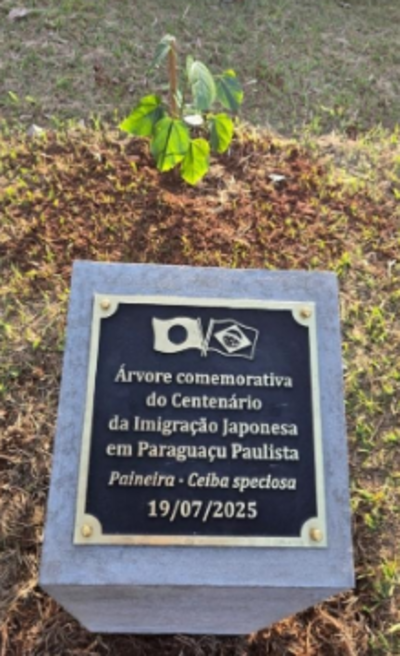 Árvore comemorativa
do Centenário
da Imigração Japonesa
em Paraguaçu Paulista
Paineira - Ceiba speciosa
19/07/2025